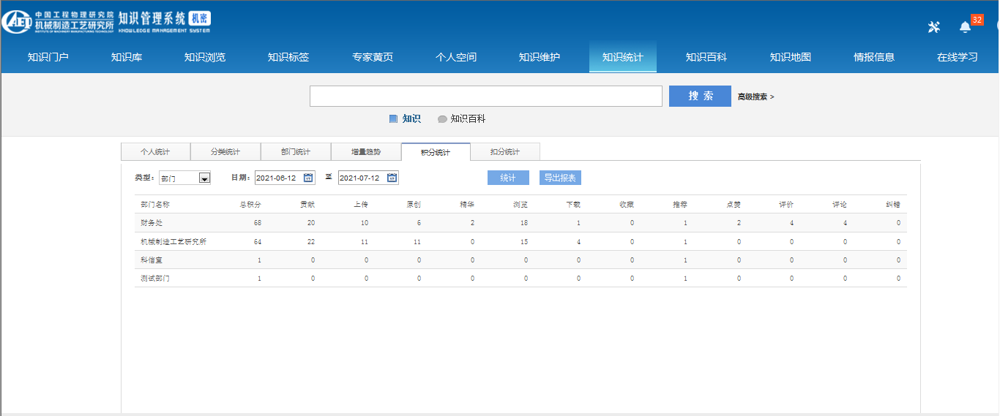 中国工程物理研究院
机械制造工艺研究所
INSTITUTE OF MACHINERY MANUFACTURING TECHNOLOGY
知识管理系统 机密
KNOWLEDGE MANAGEMENT SYSTEM
32
知识门户 知识库 知识浏览 知识标签 专家黄页 个人空间 知识维护 知识统计 知识百科 知识地图 情报信息 在线学习
搜 索 高级搜索 >
知识 知识百科
个人统计 分类统计 部门统计 增量趋势 积分统计 扣分统计
类型: 部门 日期: 2021-06-12 至 2021-07-12 统计 导出报表
部门名称 总积分 贡献 上传 原创 精华 浏览 下载 收藏 推荐 点赞 评价 评论 纠错
财务处 68 20 10 6 2 18 1 0 1 2 4 4 0
机械制造工艺研究所 64 22 11 11 0 15 4 0 1 0 0 0 0
科信室 1 0 0 0 0 0 0 0 1 0 0 0 0
测试部门 1 0 0 0 0 0 0 0 1 0 0 0 0